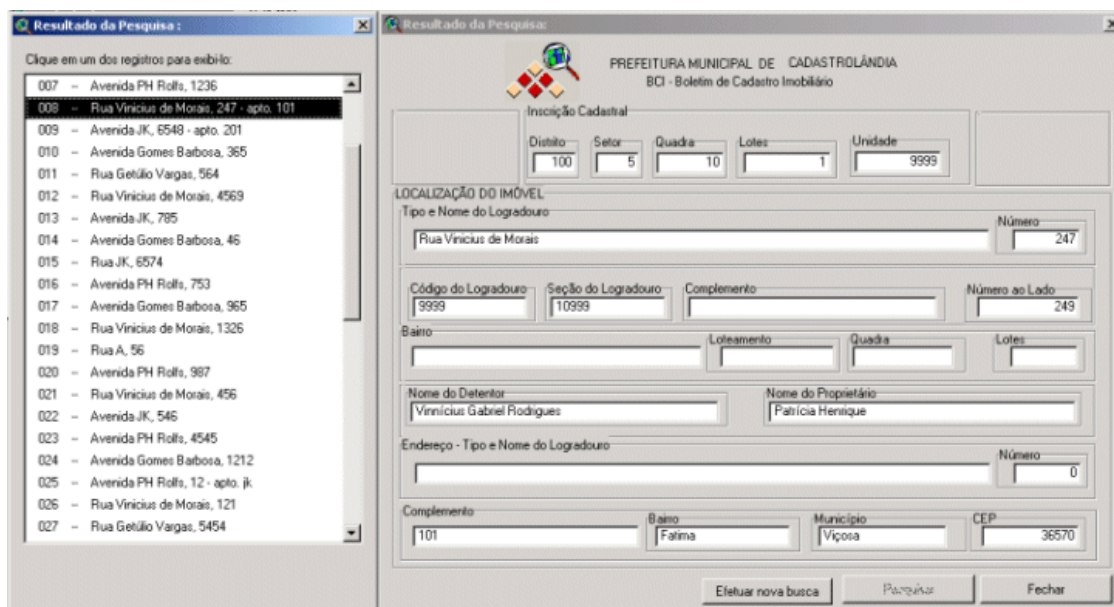 Resultado da Pesquisa :
Clique em um dos registros para exibi-lo:
007 – Avenida PH Rolfs, 1236
008 – Rua Vinicius de Morais, 247 - apto. 101
009 – Avenida JK, 6548 - apto. 201
010 – Avenida Gomes Barbosa, 365
011 – Rua Getúlio Vargas, 564
012 – Rua Vinicius de Morais, 4569
013 – Avenida JK, 785
014 – Avenida Gomes Barbosa, 46
015 – Rua JK, 6574
016 – Avenida PH Rolfs, 753
017 – Avenida Gomes Barbosa, 965
018 – Rua Vinicius de Morais, 1326
019 – Rua A, 56
020 – Avenida PH Rolfs, 987
021 – Rua Vinicius de Morais, 456
022 – Avenida JK, 546
023 – Avenida PH Rolfs, 4545
024 – Avenida Gomes Barbosa, 1212
025 – Avenida PH Rolfs, 12 - apto. jk
026 – Rua Vinicius de Morais, 121
027 – Rua Getúlio Vargas, 5454
Resultado da Pesquisa:
PREFEITURA MUNICIPAL DE CADASTROLÂNDIA
BCI - Boletim de Cadastro Imobiliário
Inscrição Cadastral
Distrito Setor Quadra Lotes Unidade
100 5 10 1 9999
LOCALIZAÇÃO DO IMÓVEL
Tipo e Nome do Logradouro Número
Rua Vinicius de Morais 247
Código do Logradouro Seção do Logradouro Complemento Número ao Lado
9999 10999 249
Bairro Loteamento Quadra Lotes
Nome do Detentor Nome do Proprietário
Vinnícius Gabriel Rodrigues Patrícia Henrique
Endereço - Tipo e Nome do Logradouro Número
0
Complemento Bairro Município CEP
101 Fatima Viçosa 36570
Efetuar nova busca Pesquisar Fechar